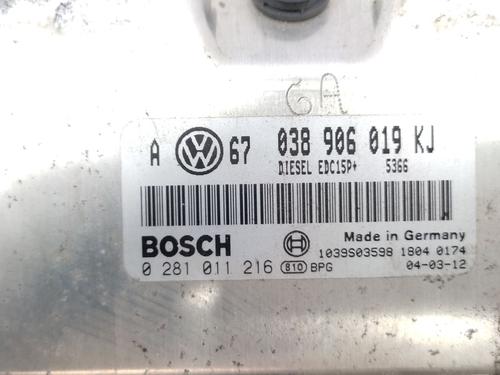 GA
A VW 67 038 906 019 KJ
DIESEL EDC15P+ 5366
BOSCH Made in Germany
1039S03598 1804 0174
0 281 011 216 810 BPG 04-03-12